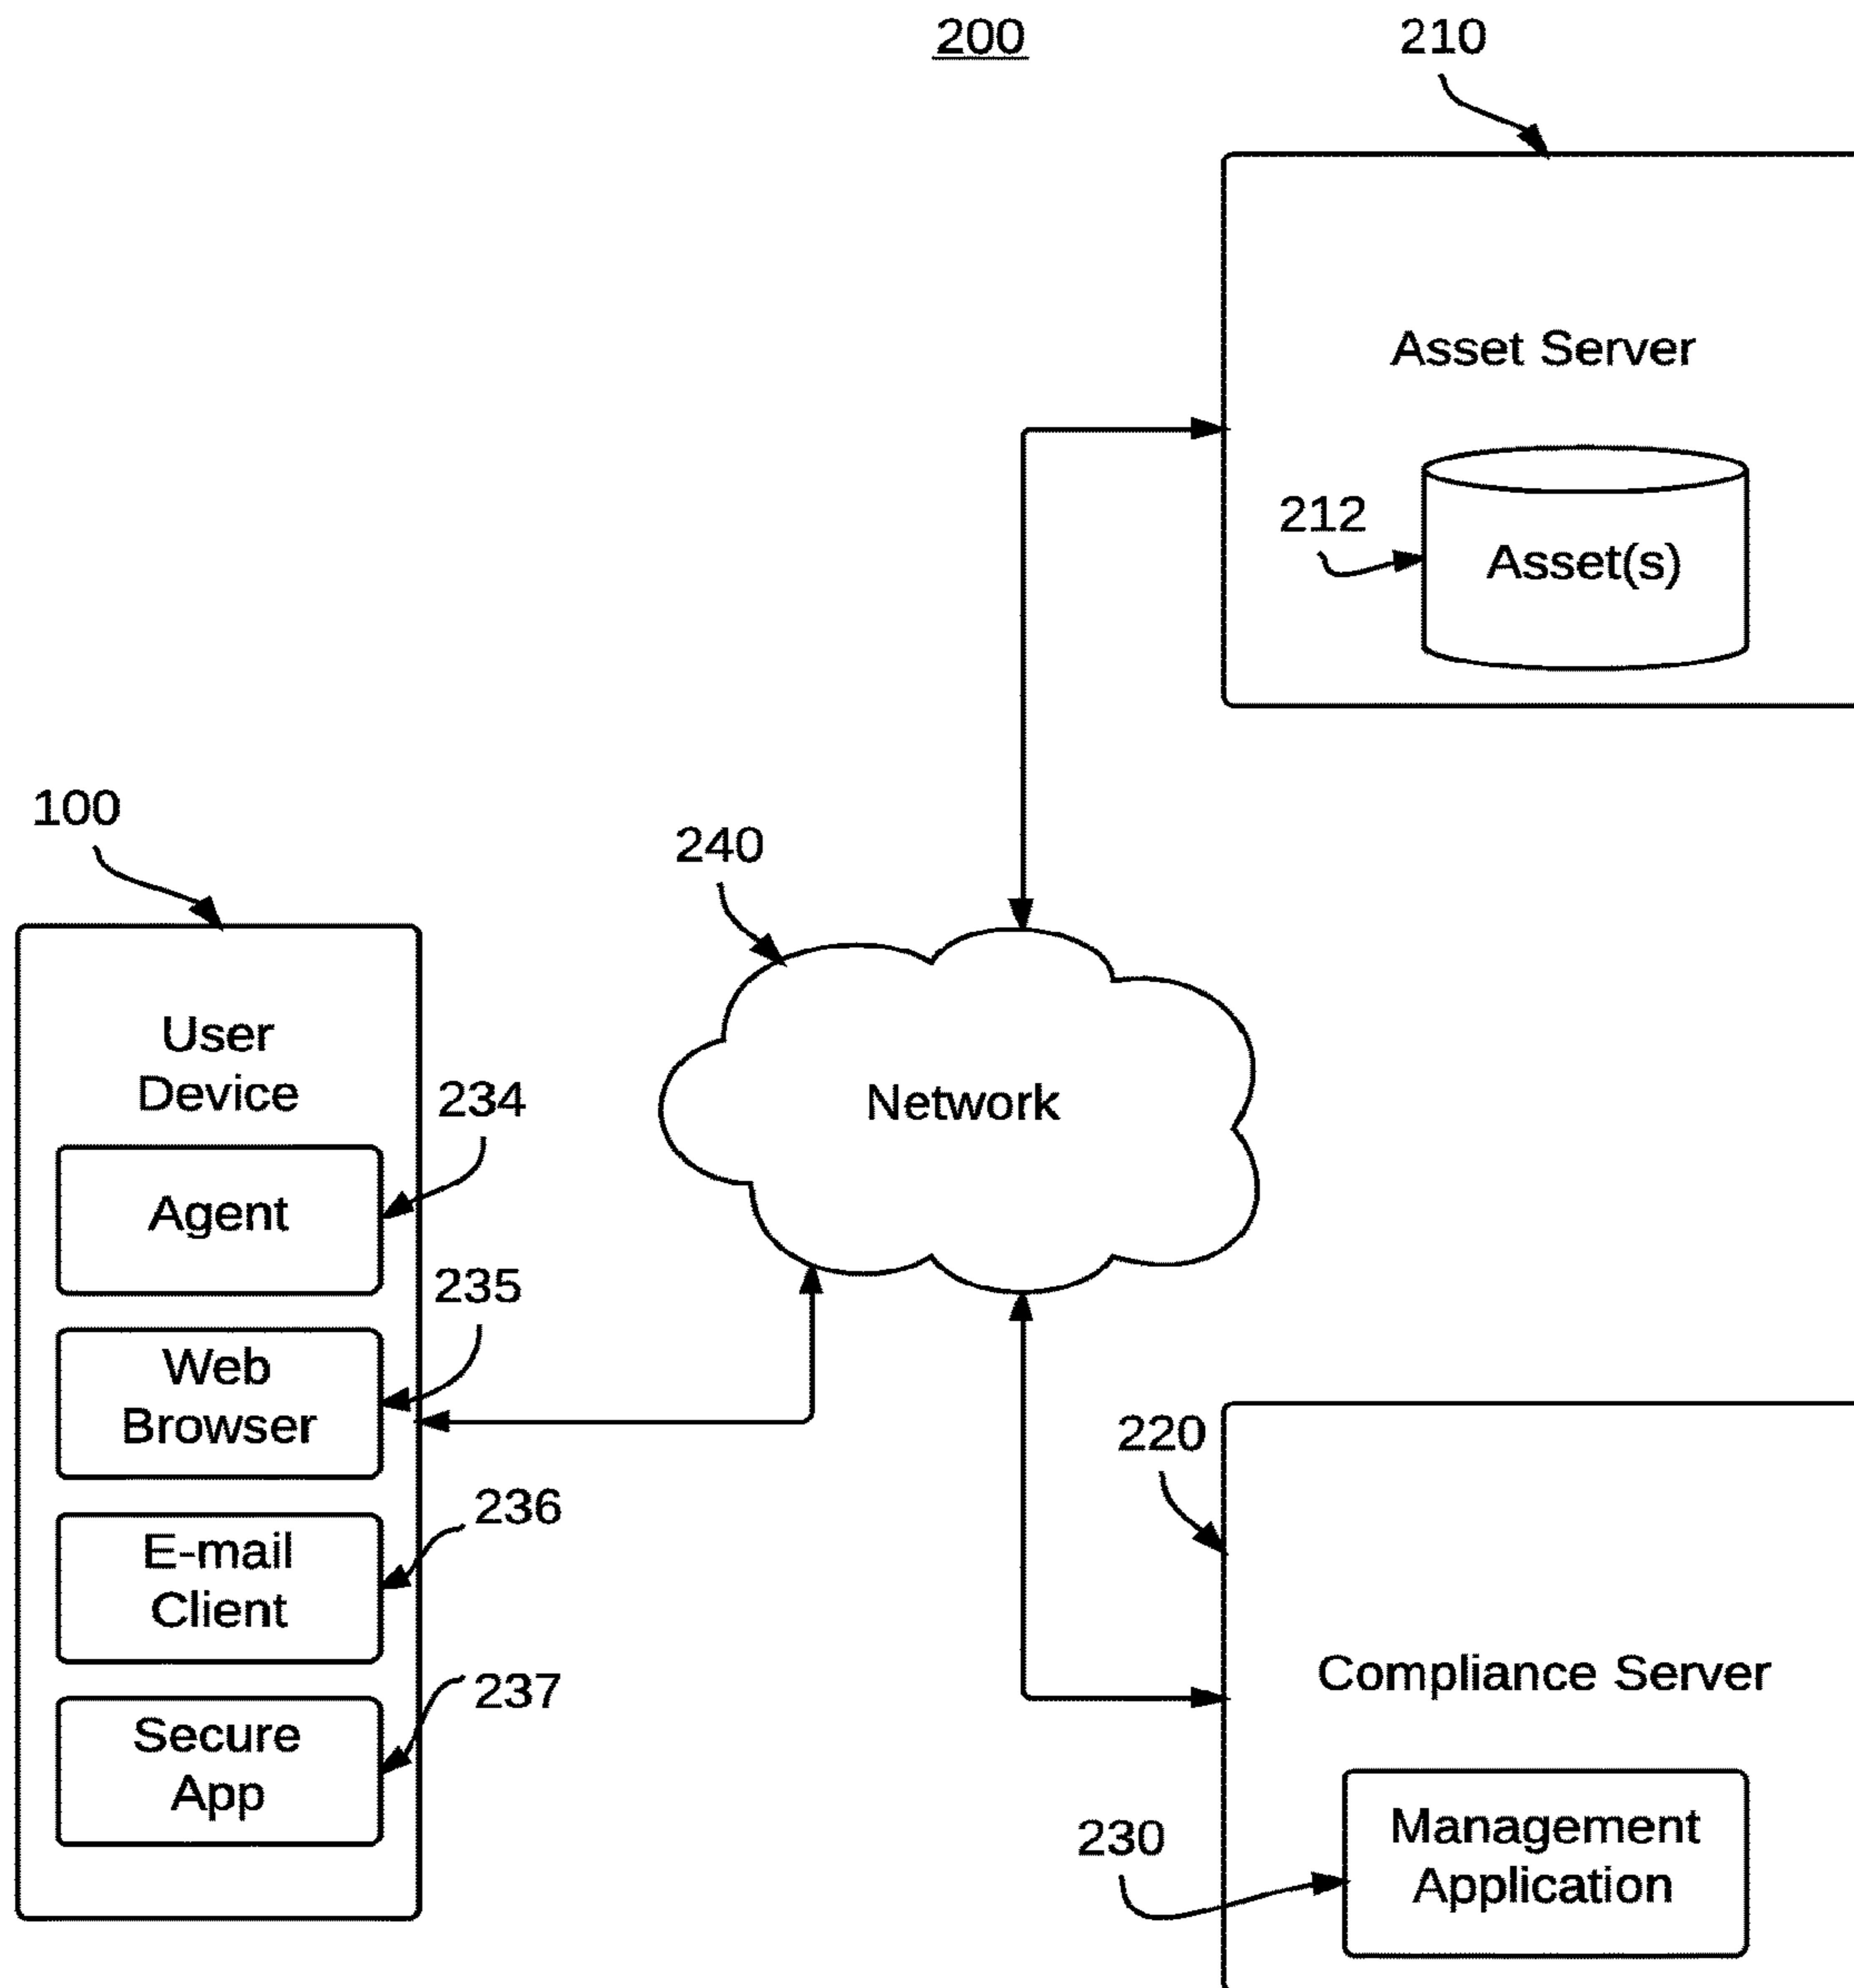 200
210
Asset Server
212
Asset(s)
100
240
User
Device
234
Network
Agent
235
Web
Browser
220
236
E-mail
Client
Compliance Server
237
Secure
App
230
Management
Application